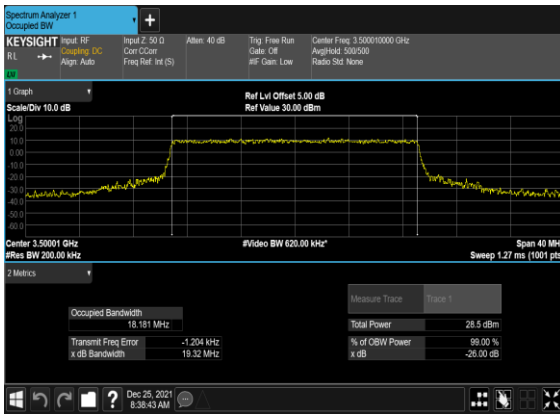 Spectrum Analyzer 1
Occupied BW
+
KEYSIGHT Input: RF Input Z: 50 Ω Atten: 40 dB Trig: Free Run Center Freq: 3.500010000 GHz
RL Coupling: DC Corr CCorr Gate: Off Avg|Hold: 500/500
Align: Auto Freq Ref: Int (S) #IF Gain: Low Radio Std: None
1 Graph
Ref Lvl Offset 5.00 dB
Scale/Div 10.0 dB Ref Value 30.00 dBm
Log
20.0
10.0
0.00
-10.0
-20.0
-30.0
-40.0
-50.0
-60.0
Center 3.50001 GHz #Video BW 620.00 kHz* Span 40 MH
#Res BW 200.00 kHz Sweep 1.27 ms (1001 pts
2 Metrics
Measure Trace Trace 1
Occupied Bandwidth
18.181 MHz Total Power 28.5 dBm
Transmit Freq Error -1.204 kHz % of OBW Power 99.00 %
x dB Bandwidth 19.32 MHz x dB -26.00 dB
? Dec 25, 2021
8:38:43 AM